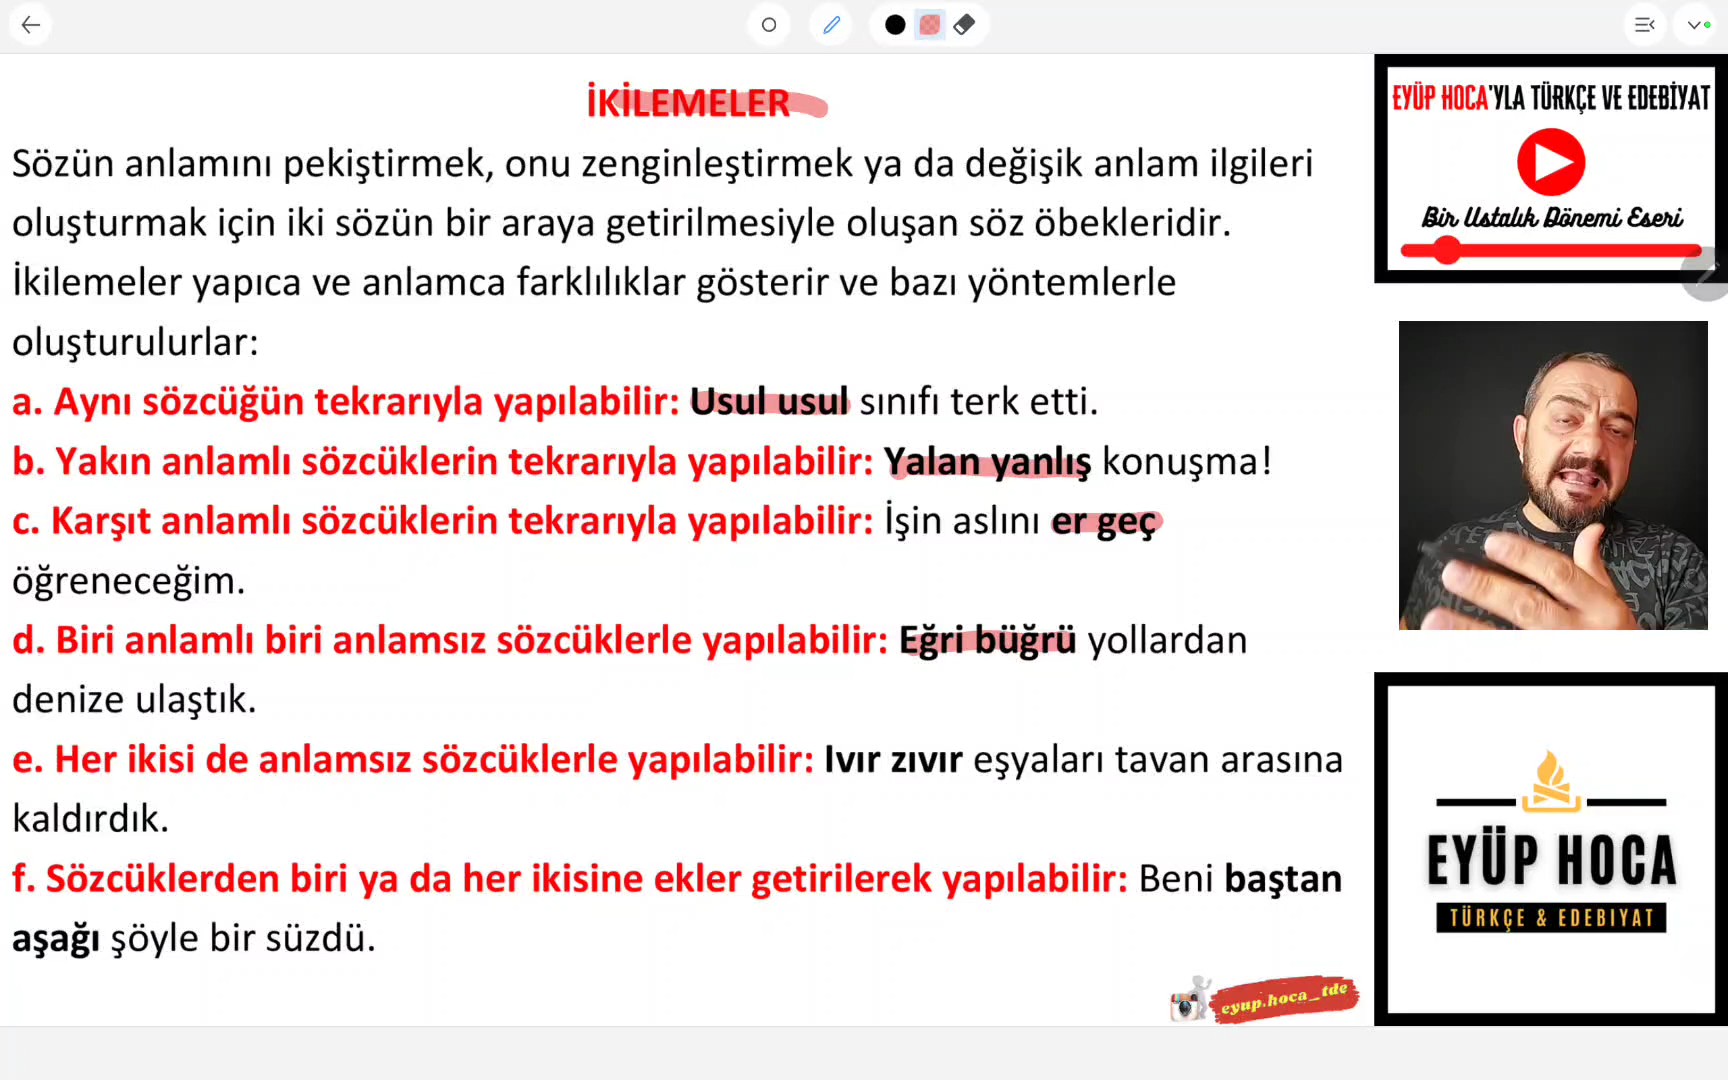 İKİLEMELER
Sözün anlamını pekiştirmek, onu zenginleştirmek ya da değişik anlam ilgileri
oluşturmak için iki sözün bir araya getirilmesiyle oluşan söz öbekleridir.
İkilemeler yapıca ve anlamca farklılıklar gösterir ve bazı yöntemlerle
oluşturulurlar:
a. Aynı sözcüğün tekrarıyla yapılabilir: Usul usul sınıfı terk etti.
b. Yakın anlamlı sözcüklerin tekrarıyla yapılabilir: Yalan yanlış konuşma!
c. Karşıt anlamlı sözcüklerin tekrarıyla yapılabilir: İşin aslını er geç
öğreneceğim.
d. Biri anlamlı biri anlamsız sözcüklerle yapılabilir: Eğri büğrü yollardan
denize ulaştık.
e. Her ikisi de anlamsız sözcüklerle yapılabilir: Ivır zıvır eşyaları tavan arasına
kaldırdık.
f. Sözcüklerden biri ya da her ikisine ekler getirilerek yapılabilir: Beni baştan
aşağı şöyle bir süzdü.
eyup.hoca_tde
EYÜP HOCA'YLA TÜRKÇE VE EDEBİYAT
Bir Ustalık Dönemi Eseri
EYÜP HOCA
TÜRKÇE & EDEBIYAT